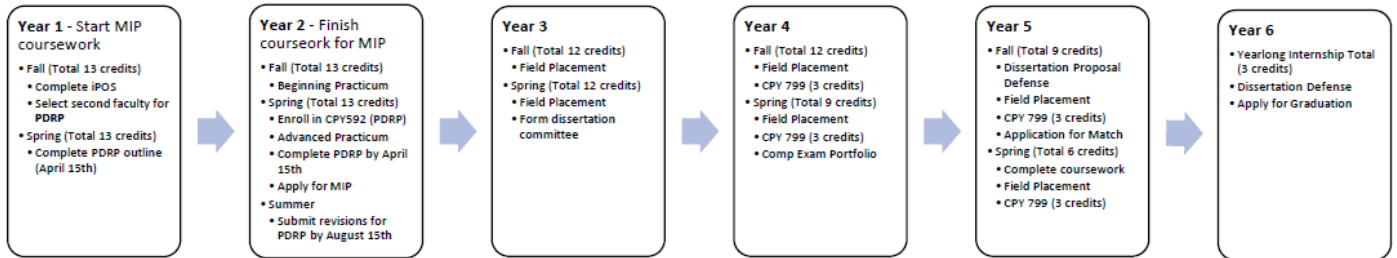 Year 1 - Start MIP
coursework
• Fall (Total 13 credits)
• Complete iPOS
• Select second faculty for
PDRP
• Spring (Total 13 credits)
• Complete PDRP outline
(April 15th)
Year 2 - Finish
courseork for MIP
• Fall (Total 13 credits)
• Beginning Practicum
• Spring (Total 13 credits)
• Enroll in CPY592 (PDRP)
• Advanced Practicum
• Complete PDRP by April
15th
• Apply for MIP
• Summer
• Submit revisions for
PDRP by August 15th
Year 3
• Fall (Total 12 credits)
• Field Placement
• Spring (Total 12 credits)
• Field Placement
• Form dissertation
committee
Year 4
• Fall (Total 12 credits)
• Field Placement
• CPY 799 (3 credits)
• Spring (Total 9 credits)
• Field Placement
• CPY 799 (3 credits)
• Comp Exam Portfolio
Year 5
• Fall (Total 9 credits)
• Dissertation Proposal
Defense
• Field Placement
• CPY 799 (3 credits)
• Application for Match
• Spring (Total 6 credits)
• Complete coursework
• Field Placement
• CPY 799 (3 credits)
Year 6
• Yearlong Internship Total
(3 credits)
• Dissertation Defense
• Apply for Graduation